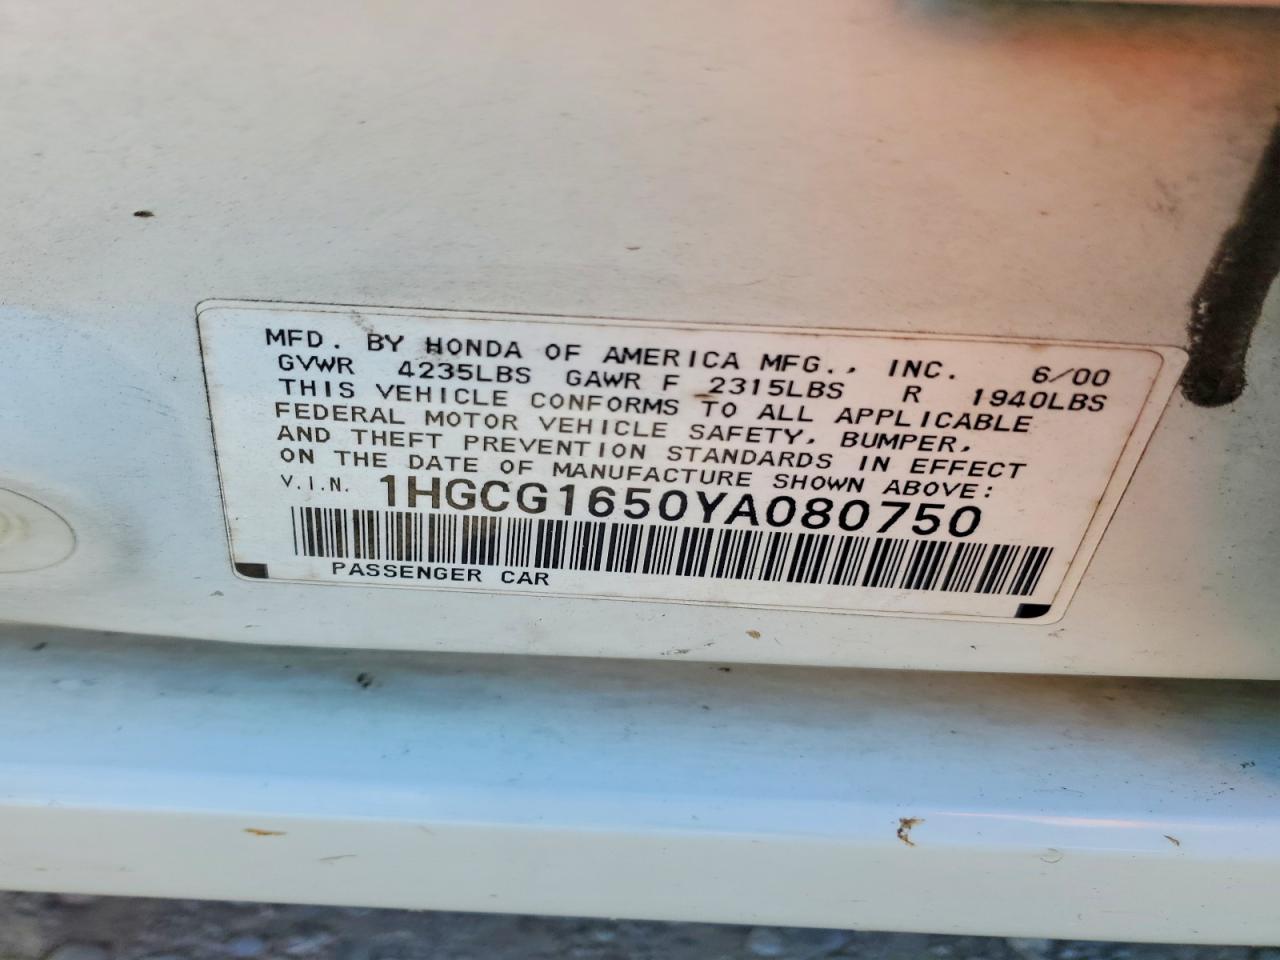 MFD. BY HONDA OF AMERICA MFG., INC. 6/00
GVWR 4235LBS GAWR F 2315LBS R 1940LBS
THIS VEHICLE CONFORMS TO ALL APPLICABLE
FEDERAL MOTOR VEHICLE SAFETY, BUMPER,
AND THEFT PREVENTION STANDARDS IN EFFECT
ON THE DATE OF MANUFACTURE SHOWN ABOVE:
V.I.N. 1HGCG1650YA080750
PASSENGER CAR